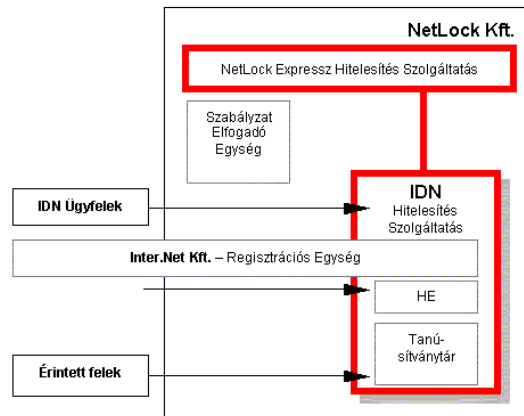 NetLock Kft.
NetLock Expressz Hitelesítés Szolgáltatás
Szabályzat
Elfogadó
Egység
IDN
Hitelesítés
Szolgáltatás
IDN Ügyfelek
Inter.Net Kft. – Regisztrációs Egység
HE
Tanú-
sítványtár
Érintett felek